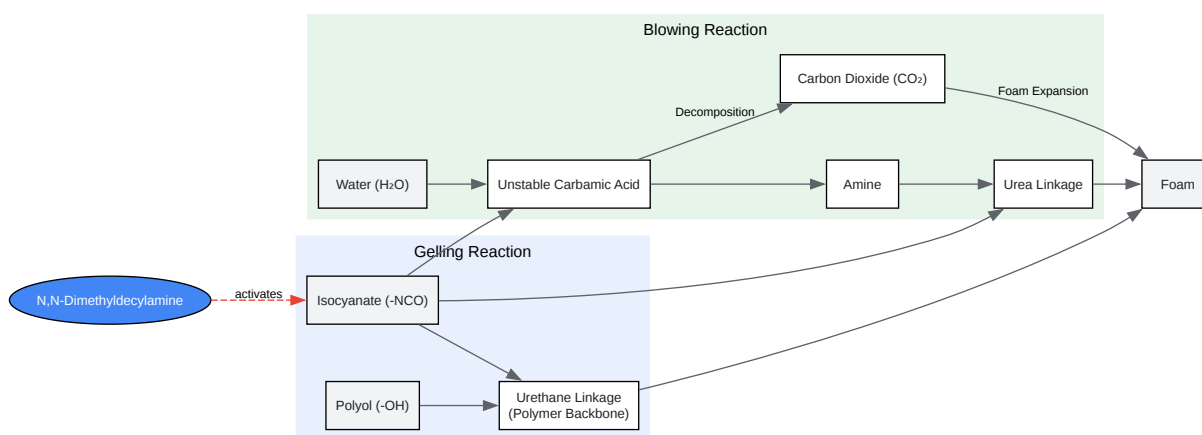 Blowing Reaction
Carbon Dioxide (CO₂)
Foam Expansion
Decomposition
Water (H₂O)
Unstable Carbamic Acid
Amine
Urea Linkage
Foam
Gelling Reaction
N,N-Dimethyldecylamine
activates
Isocyanate (-NCO)
Polyol (-OH)
Urethane Linkage
(Polymer Backbone)